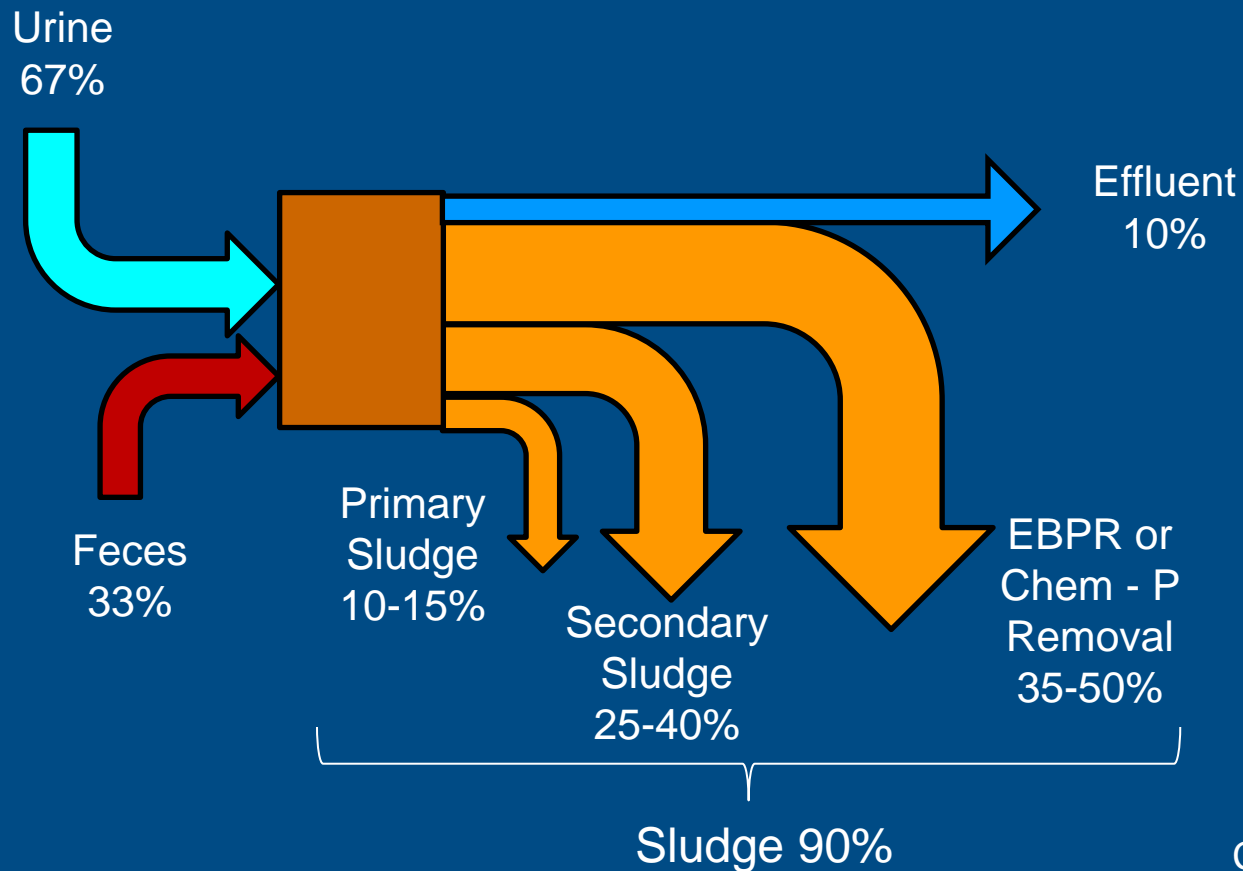 Urine
67%
Effluent
10%
Feces
33%
Primary
Sludge
10-15%
Secondary
Sludge
25-40%
EBPR or
Chem - P
Removal
35-50%
Sludge 90%